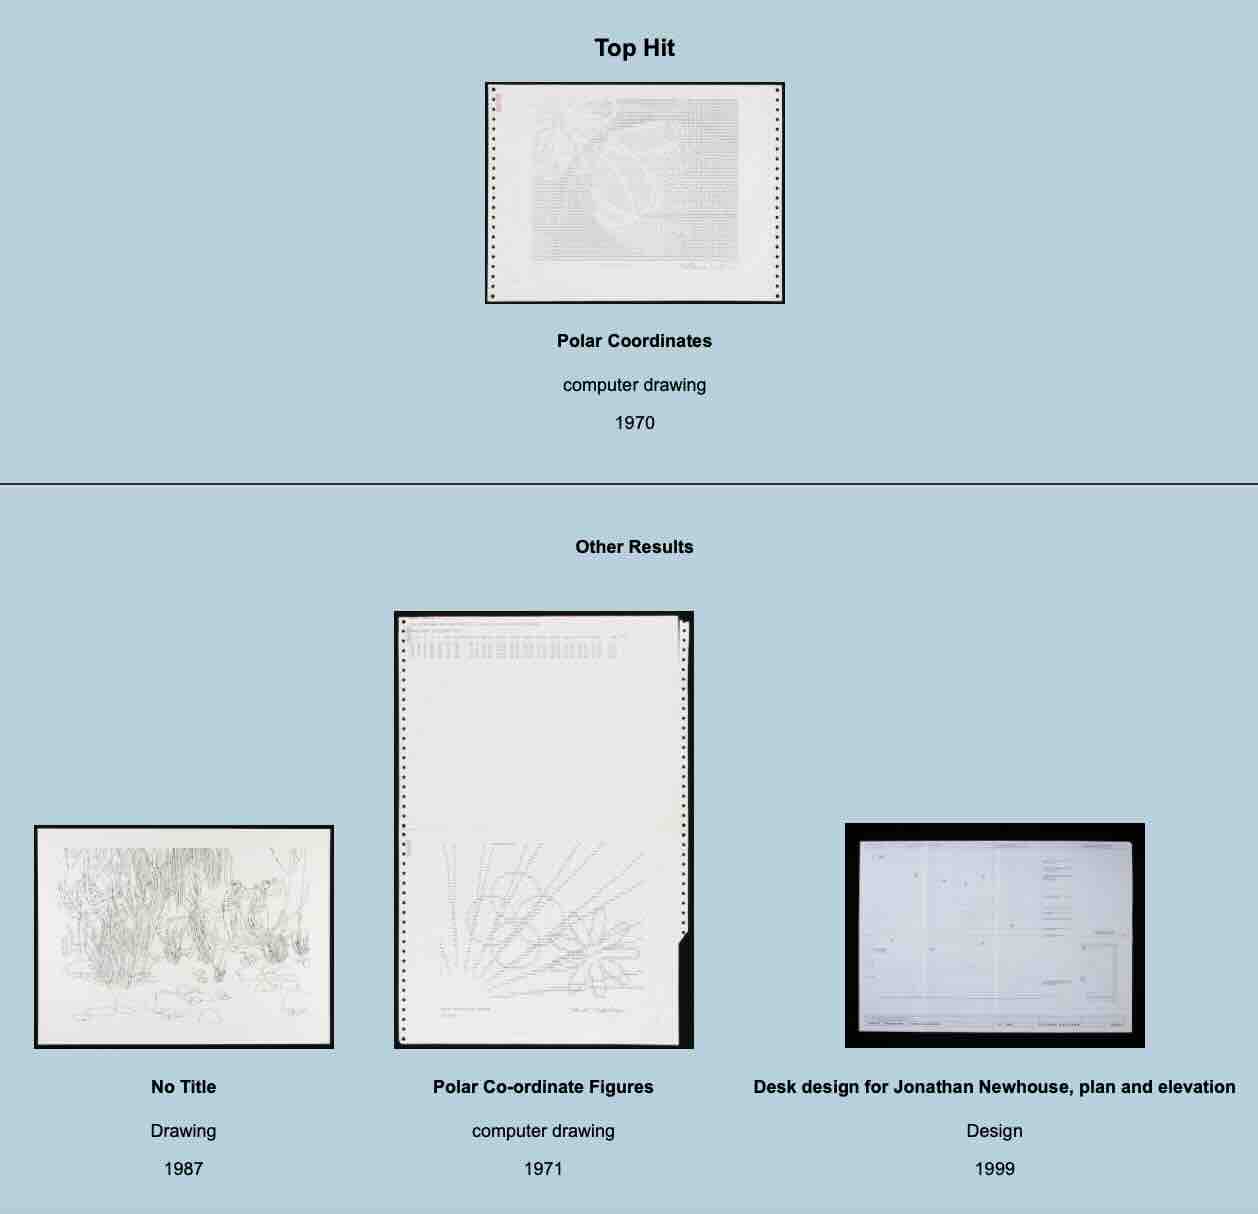 Top Hit
Polar Coordinates
computer drawing
1970
Other Results
No Title
Drawing
1987
Polar Co-ordinate Figures
computer drawing
1971
Desk design for Jonathan Newhouse, plan and elevation
Design
1999